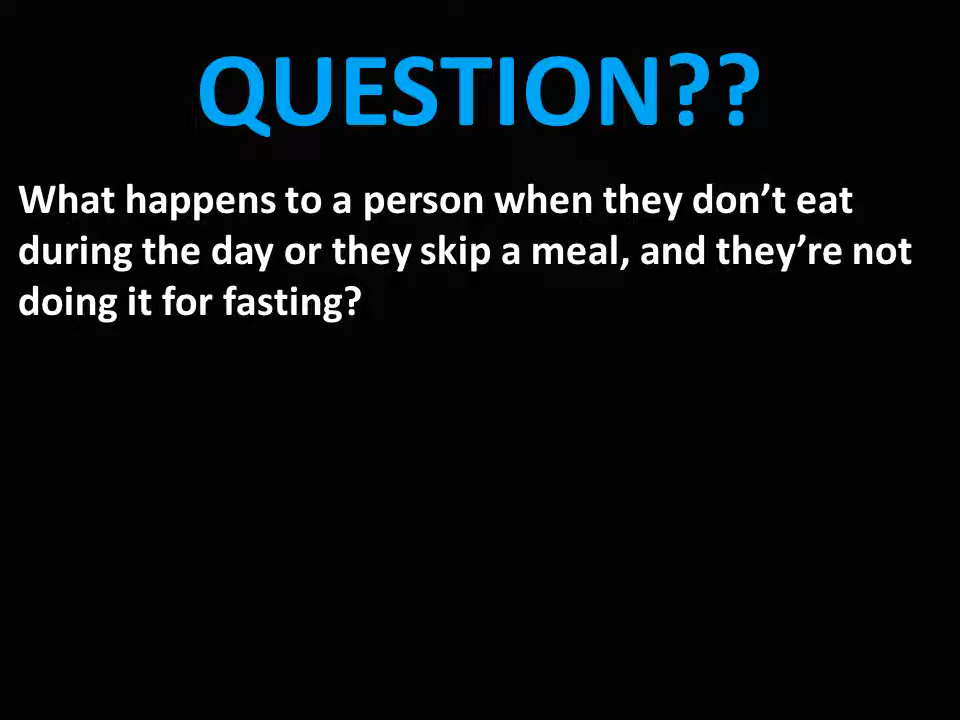 QUESTION??
What happens to a person when they don’t eat
during the day or they skip a meal, and they’re not
doing it for fasting?